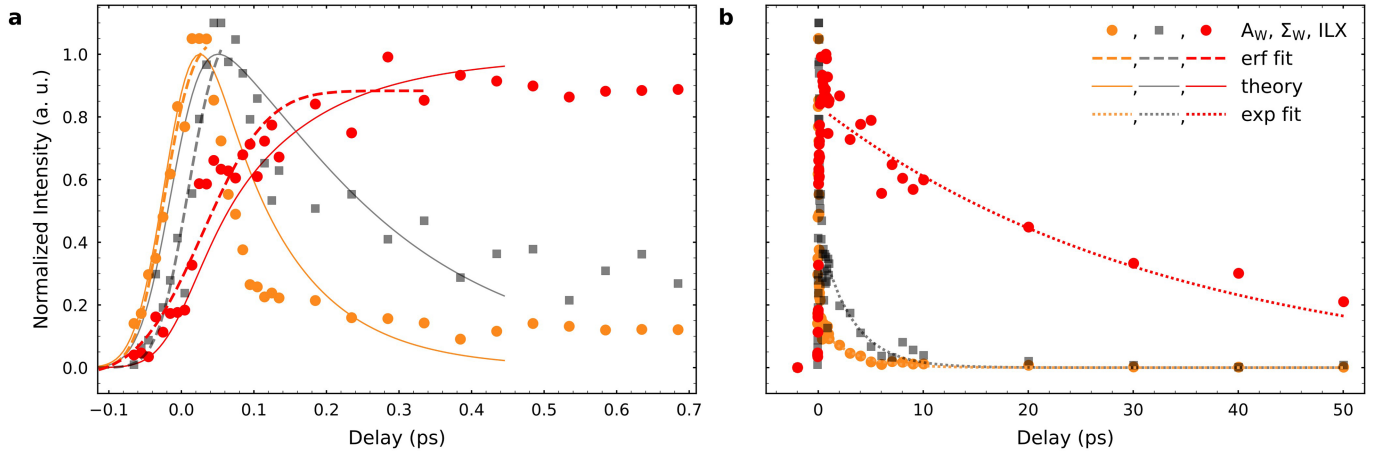 a
Normalized Intensity (a. u.)
1.0
0.8
0.6
0.4
0.2
0.0
−0.1 0.0 0.1 0.2 0.3 0.4 0.5 0.6 0.7
Delay (ps)
b
, , A_W, Σ_W, ILX
, , erf fit
, , theory
, , exp fit
0 10 20 30 40 50
Delay (ps)